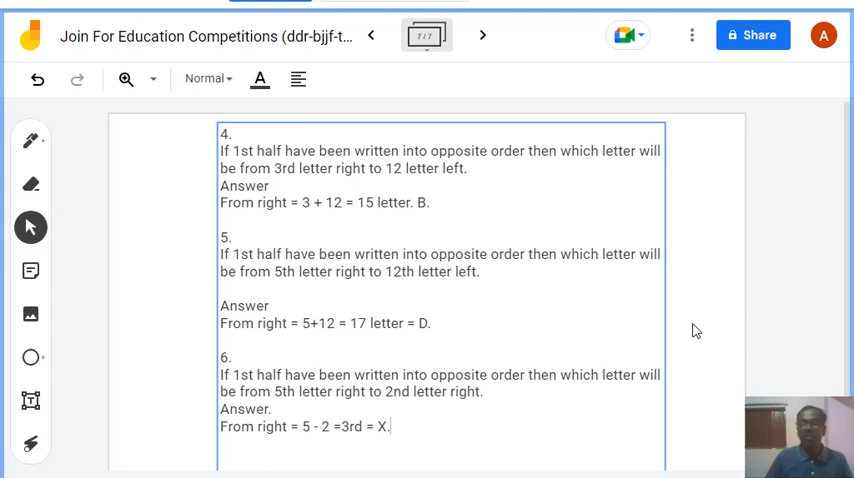 Join For Education Competitions (ddr-bjjf-t...
7 / 7
Share
A
Normal
A
4.
If 1st half have been written into opposite order then which letter will
be from 3rd letter right to 12 letter left.
Answer
From right = 3 + 12 = 15 letter. B.
5.
If 1st half have been written into opposite order then which letter will
be from 5th letter right to 12th letter left.
Answer
From right = 5+12 = 17 letter = D.
6.
If 1st half have been written into opposite order then which letter will
be from 5th letter right to 2nd letter right.
Answer.
From right = 5 - 2 =3rd = X.